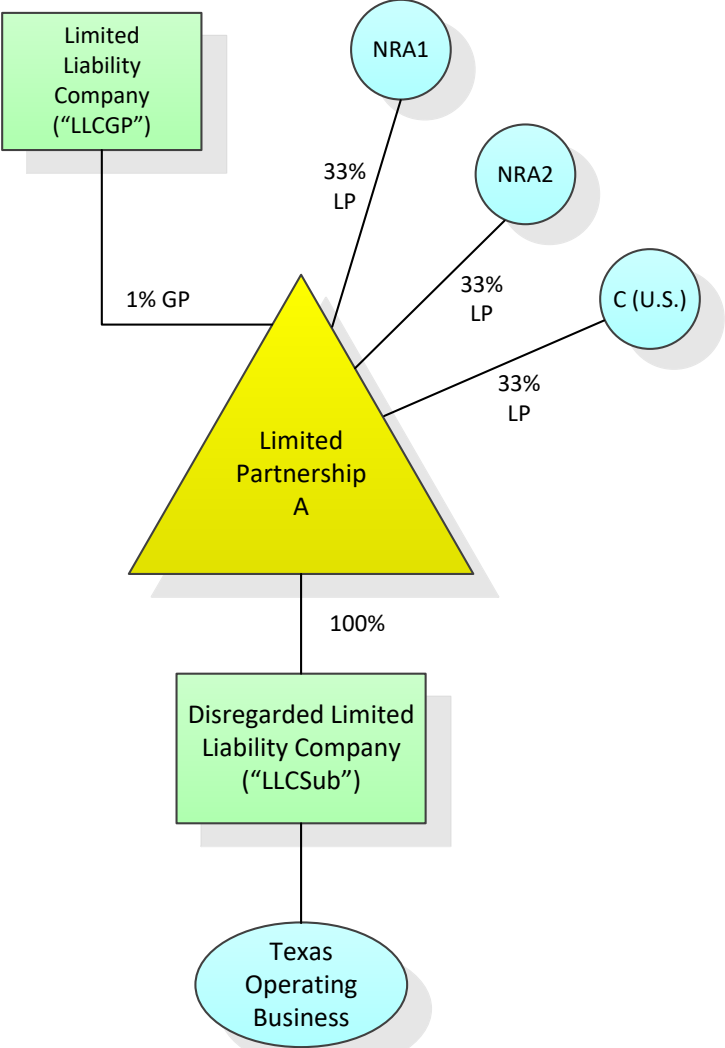 Limited
Liability
Company
(“LLCGP”)
NRA1
33%
LP
NRA2
1% GP
33%
LP
C (U.S.)
33%
LP
Limited
Partnership
A
100%
Disregarded Limited
Liability Company
(“LLCSub”)
Texas
Operating
Business